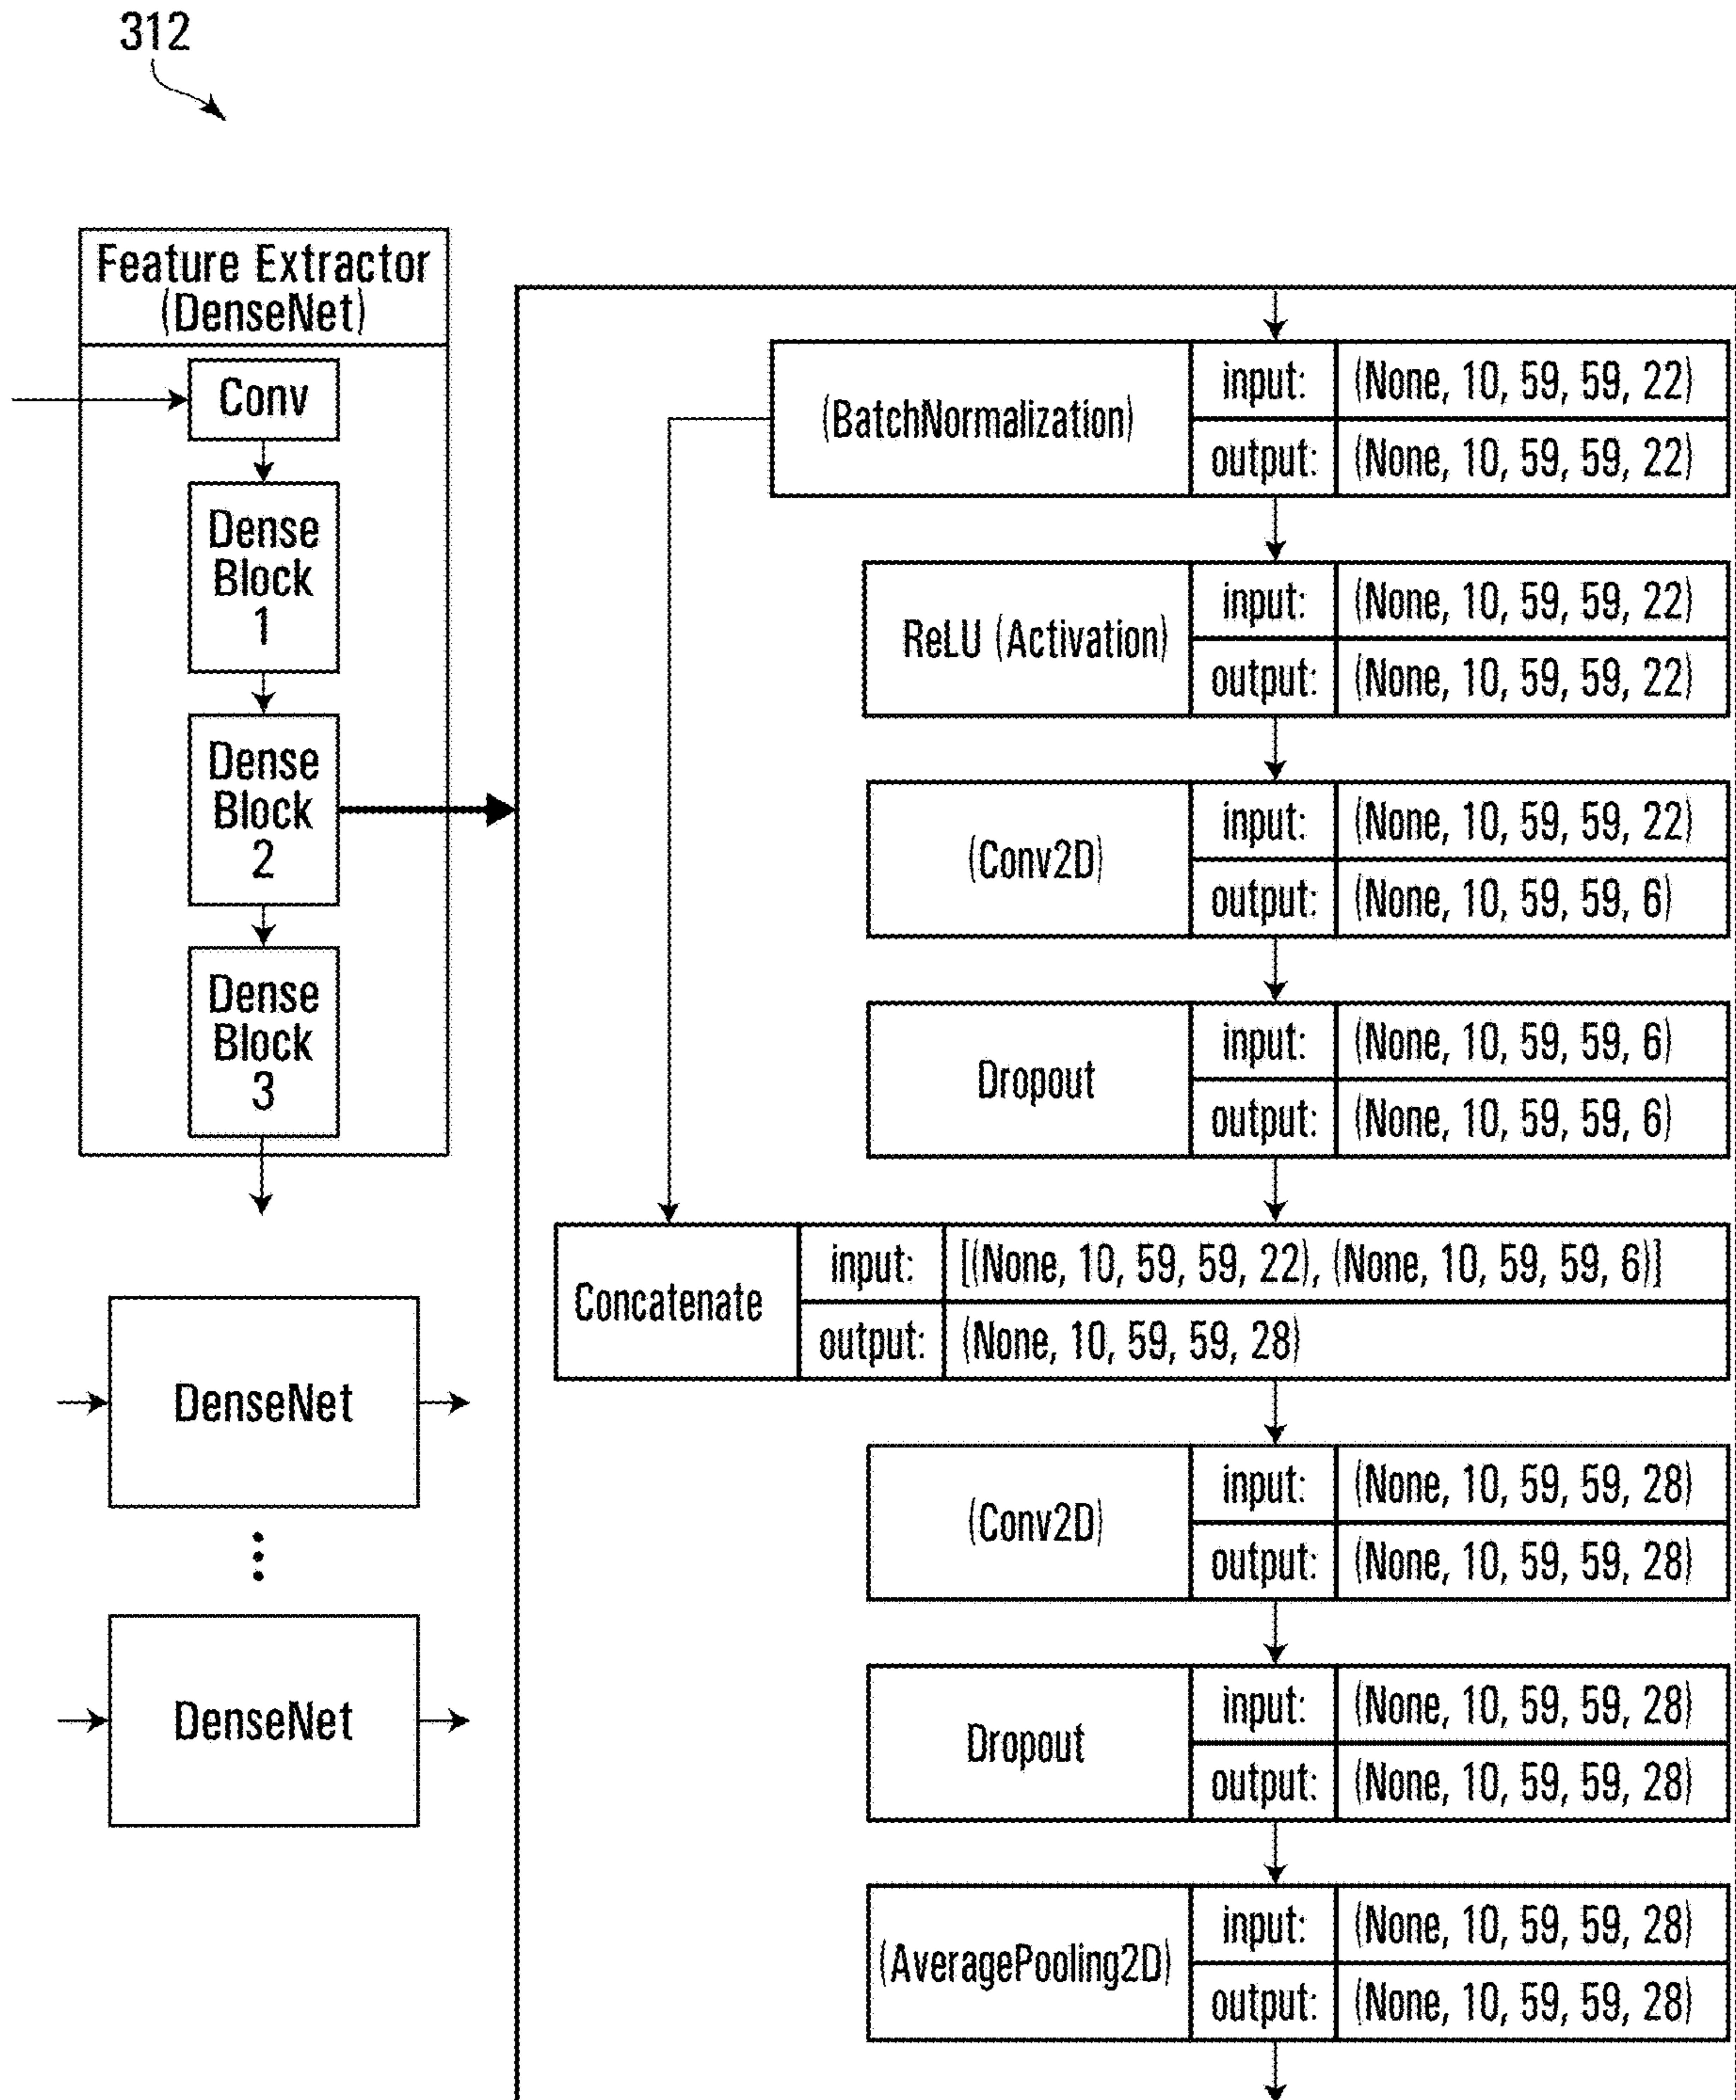 312
Feature Extractor
(DenseNet)
Conv
Dense
Block
1
Dense
Block
2
Dense
Block
3
DenseNet
DenseNet
(BatchNormalization)
input: (None, 10, 59, 59, 22)
output: (None, 10, 59, 59, 22)
ReLU (Activation)
input: (None, 10, 59, 59, 22)
output: (None, 10, 59, 59, 22)
(Conv2D)
input: (None, 10, 59, 59, 22)
output: (None, 10, 59, 59, 6)
Dropout
input: (None, 10, 59, 59, 6)
output: (None, 10, 59, 59, 6)
Concatenate
input: [(None, 10, 59, 59, 22), (None, 10, 59, 59, 6)]
output: (None, 10, 59, 59, 28)
(Conv2D)
input: (None, 10, 59, 59, 28)
output: (None, 10, 59, 59, 28)
Dropout
input: (None, 10, 59, 59, 28)
output: (None, 10, 59, 59, 28)
(AveragePooling2D)
input: (None, 10, 59, 59, 28)
output: (None, 10, 59, 59, 28)